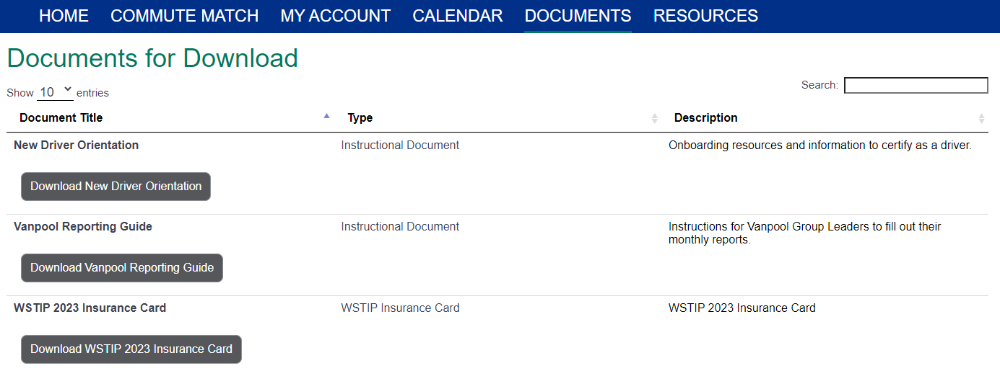 HOME COMMUTE MATCH MY ACCOUNT CALENDAR DOCUMENTS RESOURCES
Documents for Download
Show 10 entries
Search:
Document Title Type Description
New Driver Orientation Instructional Document Onboarding resources and information to certify as a driver.
Download New Driver Orientation
Vanpool Reporting Guide Instructional Document Instructions for Vanpool Group Leaders to fill out their
monthly reports.
Download Vanpool Reporting Guide
WSTIP 2023 Insurance Card WSTIP Insurance Card WSTIP 2023 Insurance Card
Download WSTIP 2023 Insurance Card